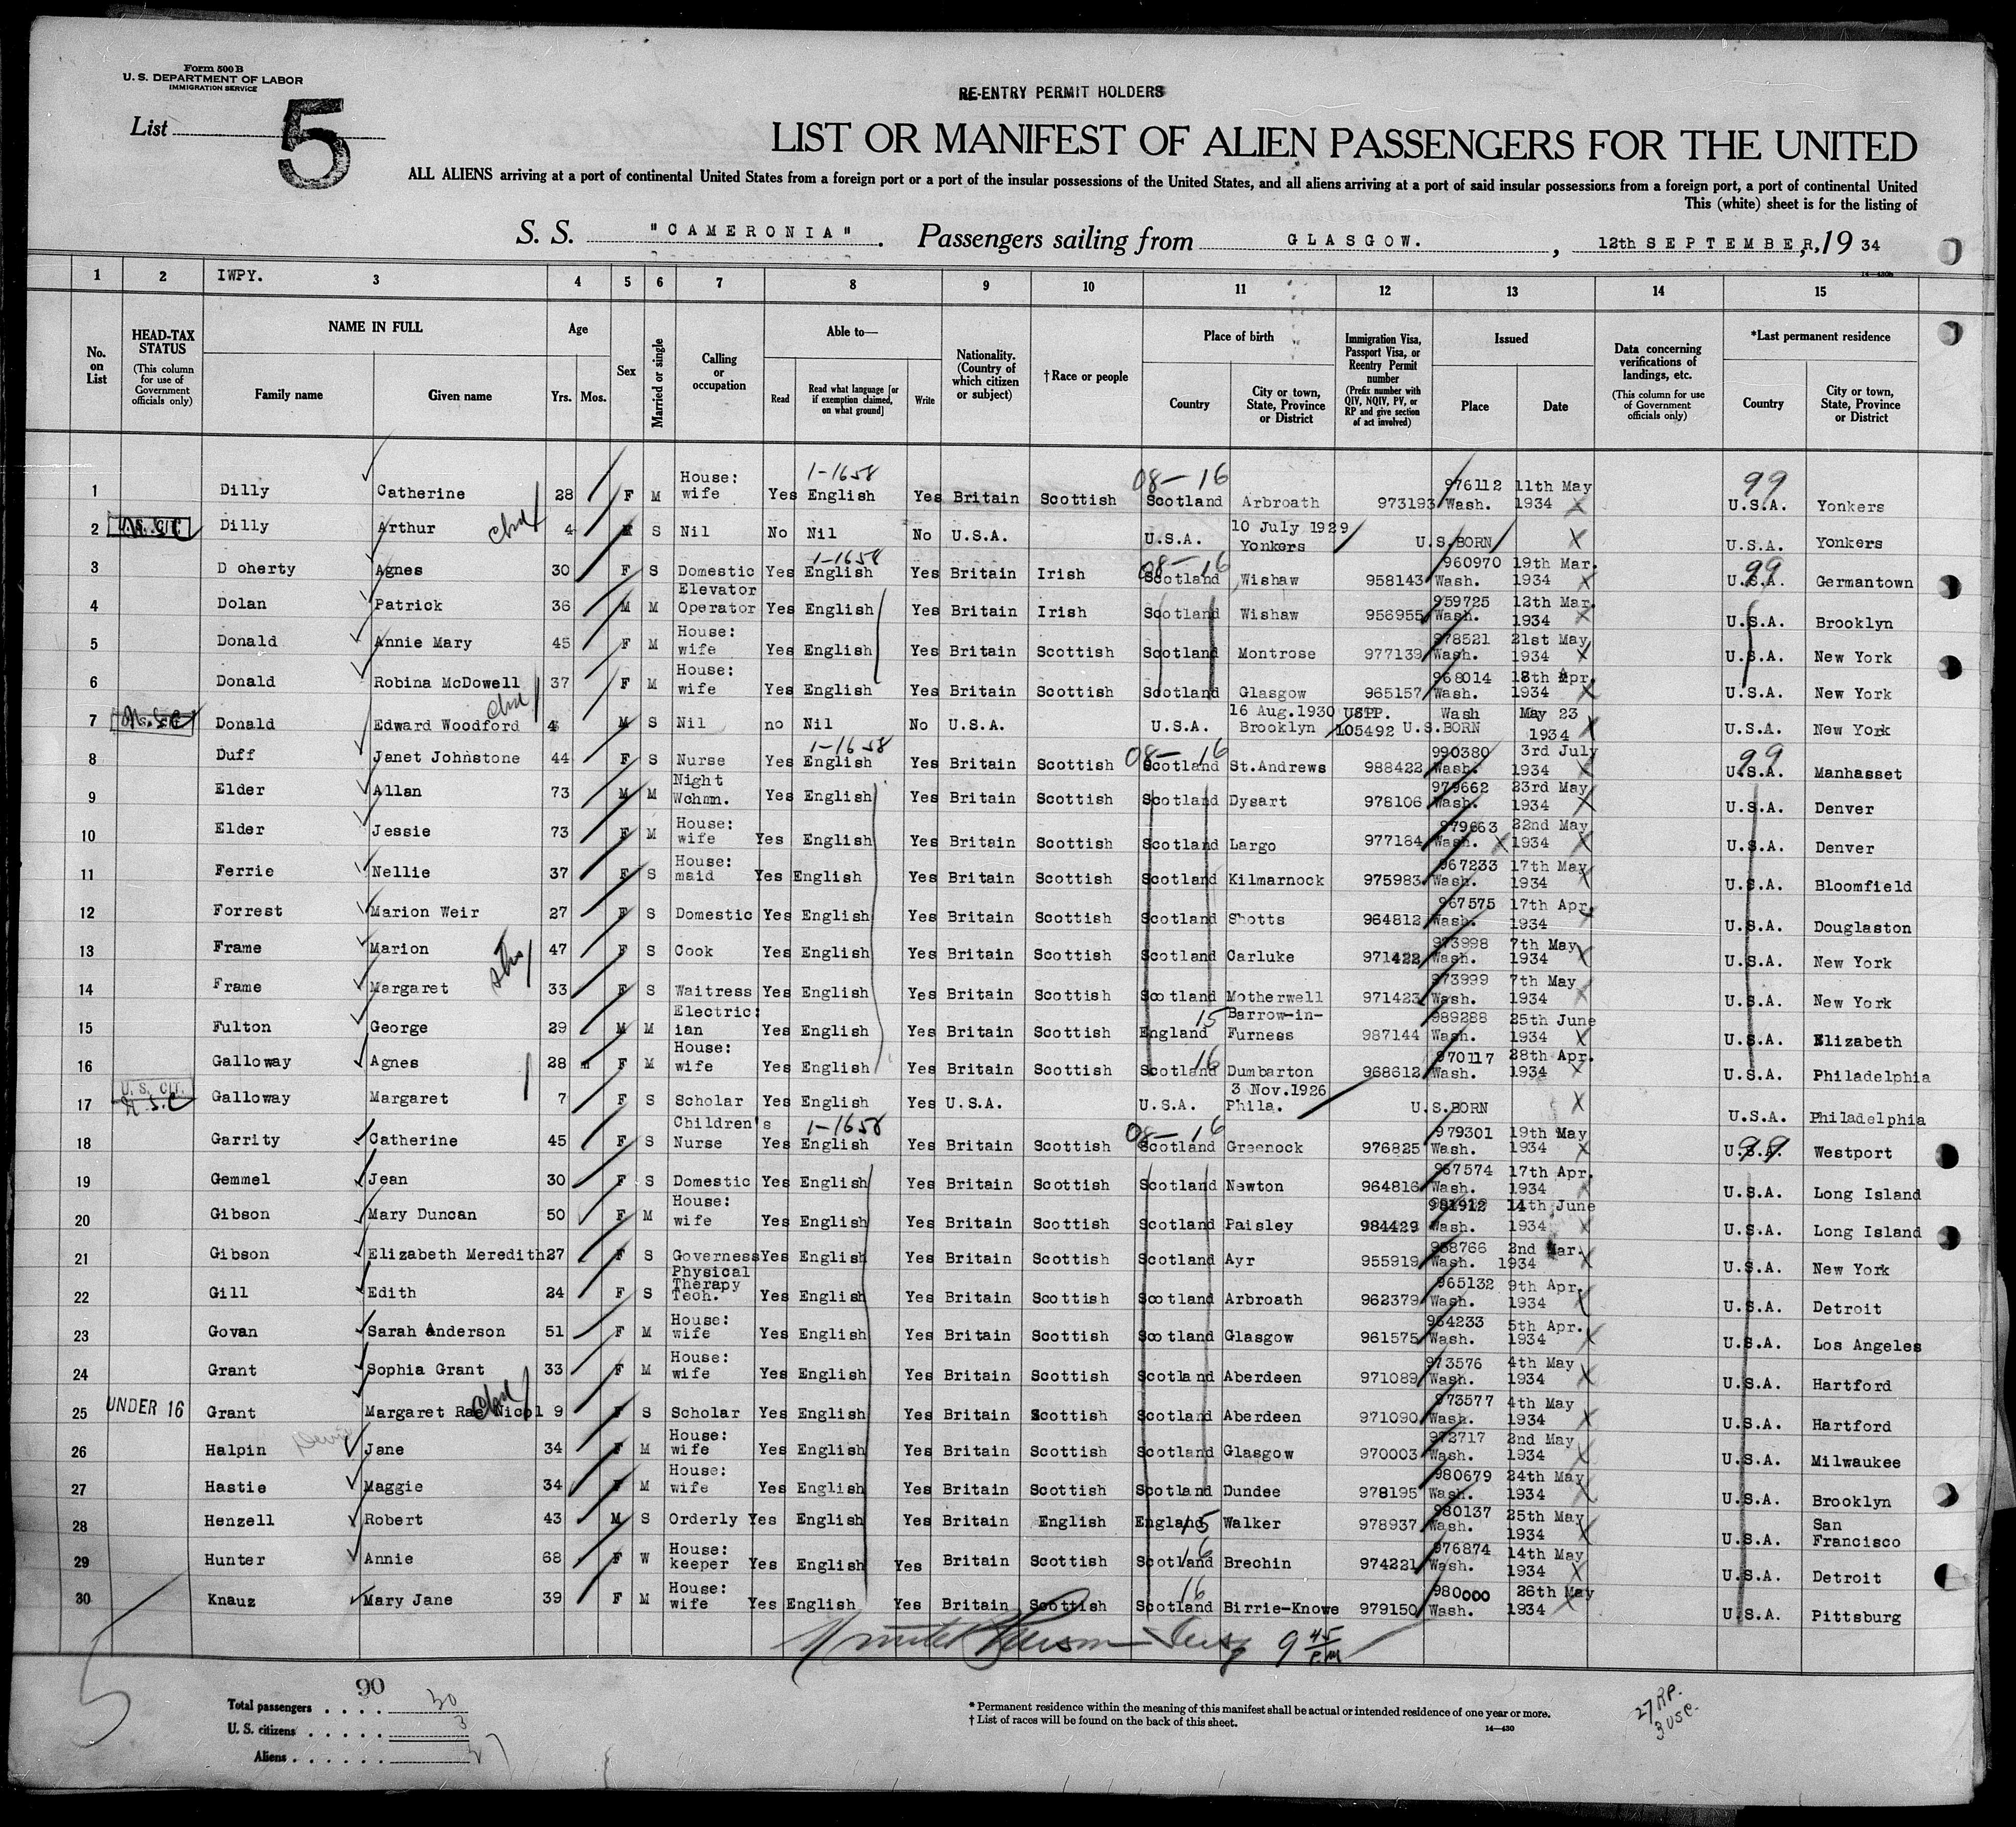 Form 500 B
U. S. DEPARTMENT OF LABOR
IMMIGRATION SERVICE
List 5
RE-ENTRY PERMIT HOLDERS
LIST OR MANIFEST OF ALIEN PASSENGERS FOR THE UNITED
ALL ALIENS arriving at a port of continental United States from a foreign port or a port of the insular possessions of the United States, and all aliens arriving at a port of said insular possessions from a foreign port, a port of continental United
This (white) sheet is for the listing of
S. S. "CAMERONIA". Passengers sailing from GLASGOW., 12th SEPTEMBER, 19 34
14-430b
1 2 IWPY. 3 4 5 6 7 8 9 10 11 12 13 14 15
No. on List
HEAD-TAX STATUS (This column for use of Government officials only)
NAME IN FULL
Family name Given name
Age Yrs. Mos.
Sex
Married or single
Calling or occupation
Able to—
Read Read what language [or if exemption claimed, on what ground] Write
Nationality. (Country of which citizen or subject)
†Race or people
Place of birth
Country City or town, State, Province or District
Immigration Visa, Passport Visa, or Reentry Permit number (Prefix number with QIV, NQIV, PV, or RP and give section of act involved)
Issued
Place Date
Data concerning verifications of landings, etc. (This column for use of Government officials only)
*Last permanent residence
Country City or town, State, Province or District
1-1658 08-16 99
1 Dilly Catherine 28 F M House: wife Yes English Yes Britain Scottish Scotland Arbroath 973193 976112 Wash. 11th May 1934 U.S.A. Yonkers
2 U.S. CIT Dilly Arthur 4 M S Nil No Nil No U.S.A. U.S.A. 10 July 1929 Yonkers U.S.BORN U.S.A. Yonkers
1-1658 08-16 99
3 D oherty Agnes 30 F S Domestic Yes English Yes Britain Irish Scotland Wishaw 958143 960970 Wash. 19th Mar. 1934 U.S.A. Germantown
4 Dolan Patrick 36 M M Elevator Operator Yes English Yes Britain Irish Scotland Wishaw 956955 959725 Wash. 12th Mar. 1934 U.S.A. Brooklyn
5 Donald Annie Mary 45 F M House: wife Yes English Yes Britain Scottish Scotland Montrose 977139 978521 Wash. 21st May 1934 U.S.A. New York
6 Donald Robina McDowell 37 F M House: wife Yes English Yes Britain Scottish Scotland Glasgow 965157 968014 Wash. 18th Apr. 1934 U.S.A. New York
7 Donald Edward Woodford 4 M S Nil no Nil No U.S.A. U.S.A. 16 Aug.1930 Brooklyn USPP. 105492 U.S.BORN Wash May 23 1934 U.S.A. New York
1-1658 08-16 99
8 Duff Janet Johnstone 44 F S Nurse Yes English Yes Britain Scottish Scotland St.Andrews 988422 990380 Wash. 3rd July 1934 U.S.A. Manhasset
9 Elder Allan 73 M M Night Wchmn. Yes English Yes Britain Scottish Scotland Dysart 978106 979662 Wash. 23rd May 1934 U.S.A. Denver
10 Elder Jessie 73 F M House: wife Yes English Yes Britain Scottish Scotland Largo 977184 979663 Wash. 22nd May 1934 U.S.A. Denver
11 Ferrie Nellie 37 F S House: maid Yes English Yes Britain Scottish Scotland Kilmarnock 975983 967233 Wash. 17th May 1934 U.S.A. Bloomfield
12 Forrest Marion Weir 27 F S Domestic Yes English Yes Britain Scottish Scotland Shotts 964812 967575 Wash. 17th Apr. 1934 U.S.A. Douglaston
13 Frame Marion 47 F S Cook Yes English Yes Britain Scottish Scotland Carluke 971422 973998 Wash. 7th May 1934 U.S.A. New York
14 Frame Margaret 33 F S Waitress Yes English Yes Britain Scottish Scotland Motherwell 971423 973999 Wash. 7th May 1934 U.S.A. New York
15 Fulton George 29 M M Electric: ian Yes English Yes Britain Scottish England 15 Barrow-in-Furness 987144 989288 Wash. 25th June 1934 U.S.A. Elizabeth
16 Galloway Agnes 28 m F M House: wife Yes English Yes Britain Scottish Scotland 16 Dumbarton 968612 970117 Wash. 28th Apr. 1934 U.S.A. Philadelphia
17 U.S. CIT. Galloway Margaret 7 F S Scholar Yes English Yes U.S.A. U.S.A. 3 Nov.1926 Phila. U.S.BORN U.S.A. Philadelphia
1-1658 08-16 99
18 Garrity Catherine 45 F S Children's Nurse Yes English Yes Britain Scottish Scotland Greenock 976825 979301 Wash. 19th May 1934 U.S.A. Westport
19 Gemmel Jean 30 F S Domestic Yes English Yes Britain Scottish Scotland Newton 964816 967574 Wash. 17th Apr. 1934 U.S.A. Long Island
20 Gibson Mary Duncan 50 F M House: wife Yes English Yes Britain Scottish Scotland Paisley 984429 Wash. 14th June 1934 U.S.A. Long Island
21 Gibson Elizabeth Meredith 27 F S Governess Yes English Yes Britain Scottish Scotland Ayr 955919 958766 Wash. 2nd Mar. 1934 U.S.A. New York
22 Gill Edith 24 F S Physical Therapy Tech. Yes English Yes Britain Scottish Scotland Arbroath 962379 965132 Wash. 9th Apr. 1934 U.S.A. Detroit
23 Govan Sarah Anderson 51 F M House: wife Yes English Yes Britain Scottish Scotland Glasgow 961575 964233 Wash. 5th Apr. 1934 U.S.A. Los Angeles
24 Grant Sophia Grant 33 F M House: wife Yes English Yes Britain Scottish Scotland Aberdeen 971089 973576 Wash. 4th May 1934 U.S.A. Hartford
25 UNDER 16 Grant Margaret Rae Nicol 9 F S Scholar Yes English Yes Britain Scottish Scotland Aberdeen 971090 973577 Wash. 4th May 1934 U.S.A. Hartford
26 Halpin Jane 34 F M House: wife Yes English Yes Britain Scottish Scotland Glasgow 970003 972717 Wash. 2nd May 1934 U.S.A. Milwaukee
27 Hastie Maggie 34 F M House: wife Yes English Yes Britain Scottish Scotland Dundee 978195 980679 Wash. 24th May 1934 U.S.A. Brooklyn
28 Henzell Robert 43 M S Orderly Yes English Yes Britain English England 15 Walker 978937 980137 Wash. 25th May 1934 U.S.A. San Francisco
29 Hunter Annie 68 F W House: keeper Yes English Yes Britain Scottish Scotland 16 Brechin 974221 976874 Wash. 14th May 1934 U.S.A. Detroit
30 Knauz Mary Jane 39 F M House: wife Yes English Yes Britain Scottish Scotland 16 Birrie-Knowe 979150 980000 Wash. 26th May 1934 U.S.A. Pittsburg
9 45 P.M
90
Total passengers . . . . 30
U. S. citizens . . . . . 3
Aliens . . . . . . 27
* Permanent residence within the meaning of this manifest shall be actual or intended residence of one year or more.
† List of races will be found on the back of this sheet.
14—430
27 RP.
3 USC.